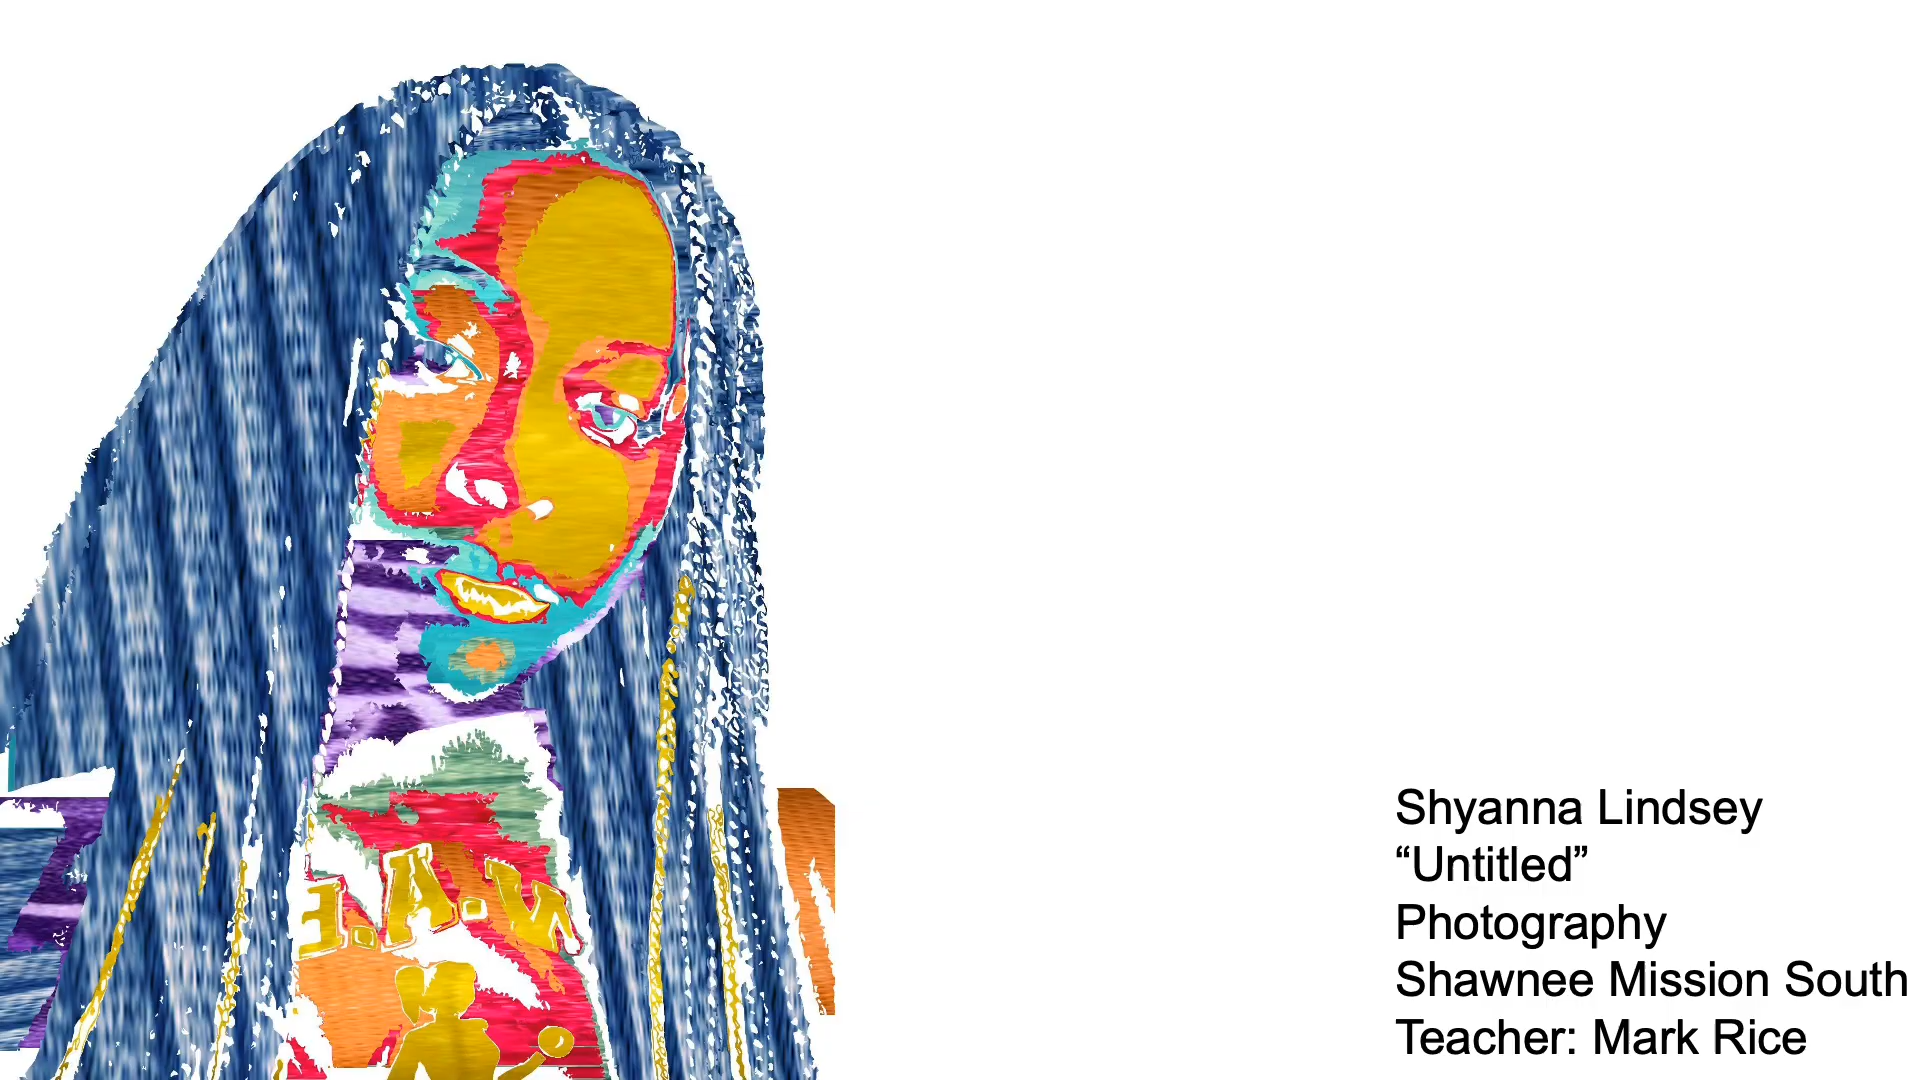 E.A.W
Shyanna Lindsey
“Untitled”
Photography
Shawnee Mission South
Teacher: Mark Rice